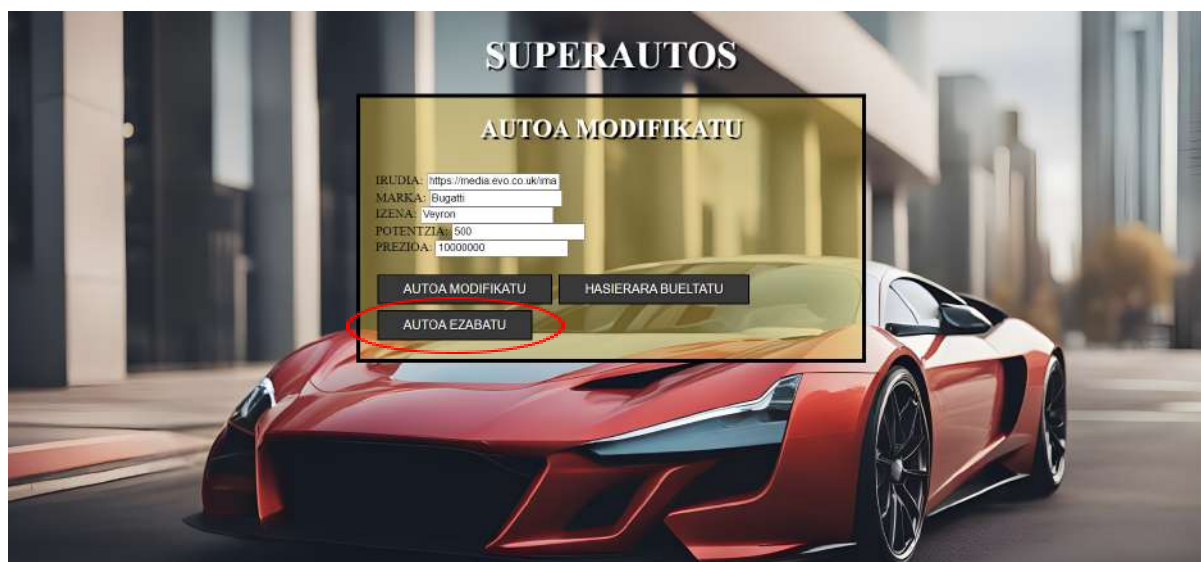 SUPERAUTOS
AUTOA MODIFIKATU
IRUDIA: https://media.evo.co.uk/ima
MARKA: Bugatti
IZENA: Veyron
POTENTZIA: 500
PREZIOA: 10000000
AUTOA MODIFIKATU HASIERARA BUELTATU
AUTOA EZABATU